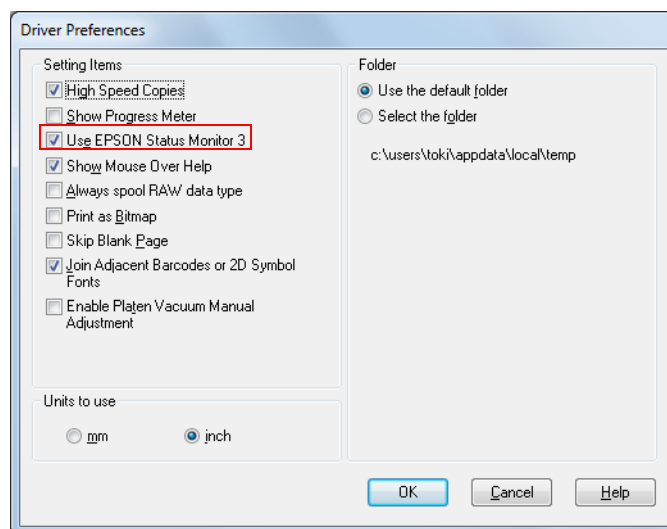 Driver Preferences
Setting Items
High Speed Copies
Show Progress Meter
Use EPSON Status Monitor 3
Show Mouse Over Help
Always spool RAW data type
Print as Bitmap
Skip Blank Page
Join Adjacent Barcodes or 2D Symbol
Fonts
Enable Platen Vacuum Manual
Adjustment
Units to use
mm
inch
Folder
Use the default folder
Select the folder
c:\users\toki\appdata\local\temp
OK
Cancel
Help